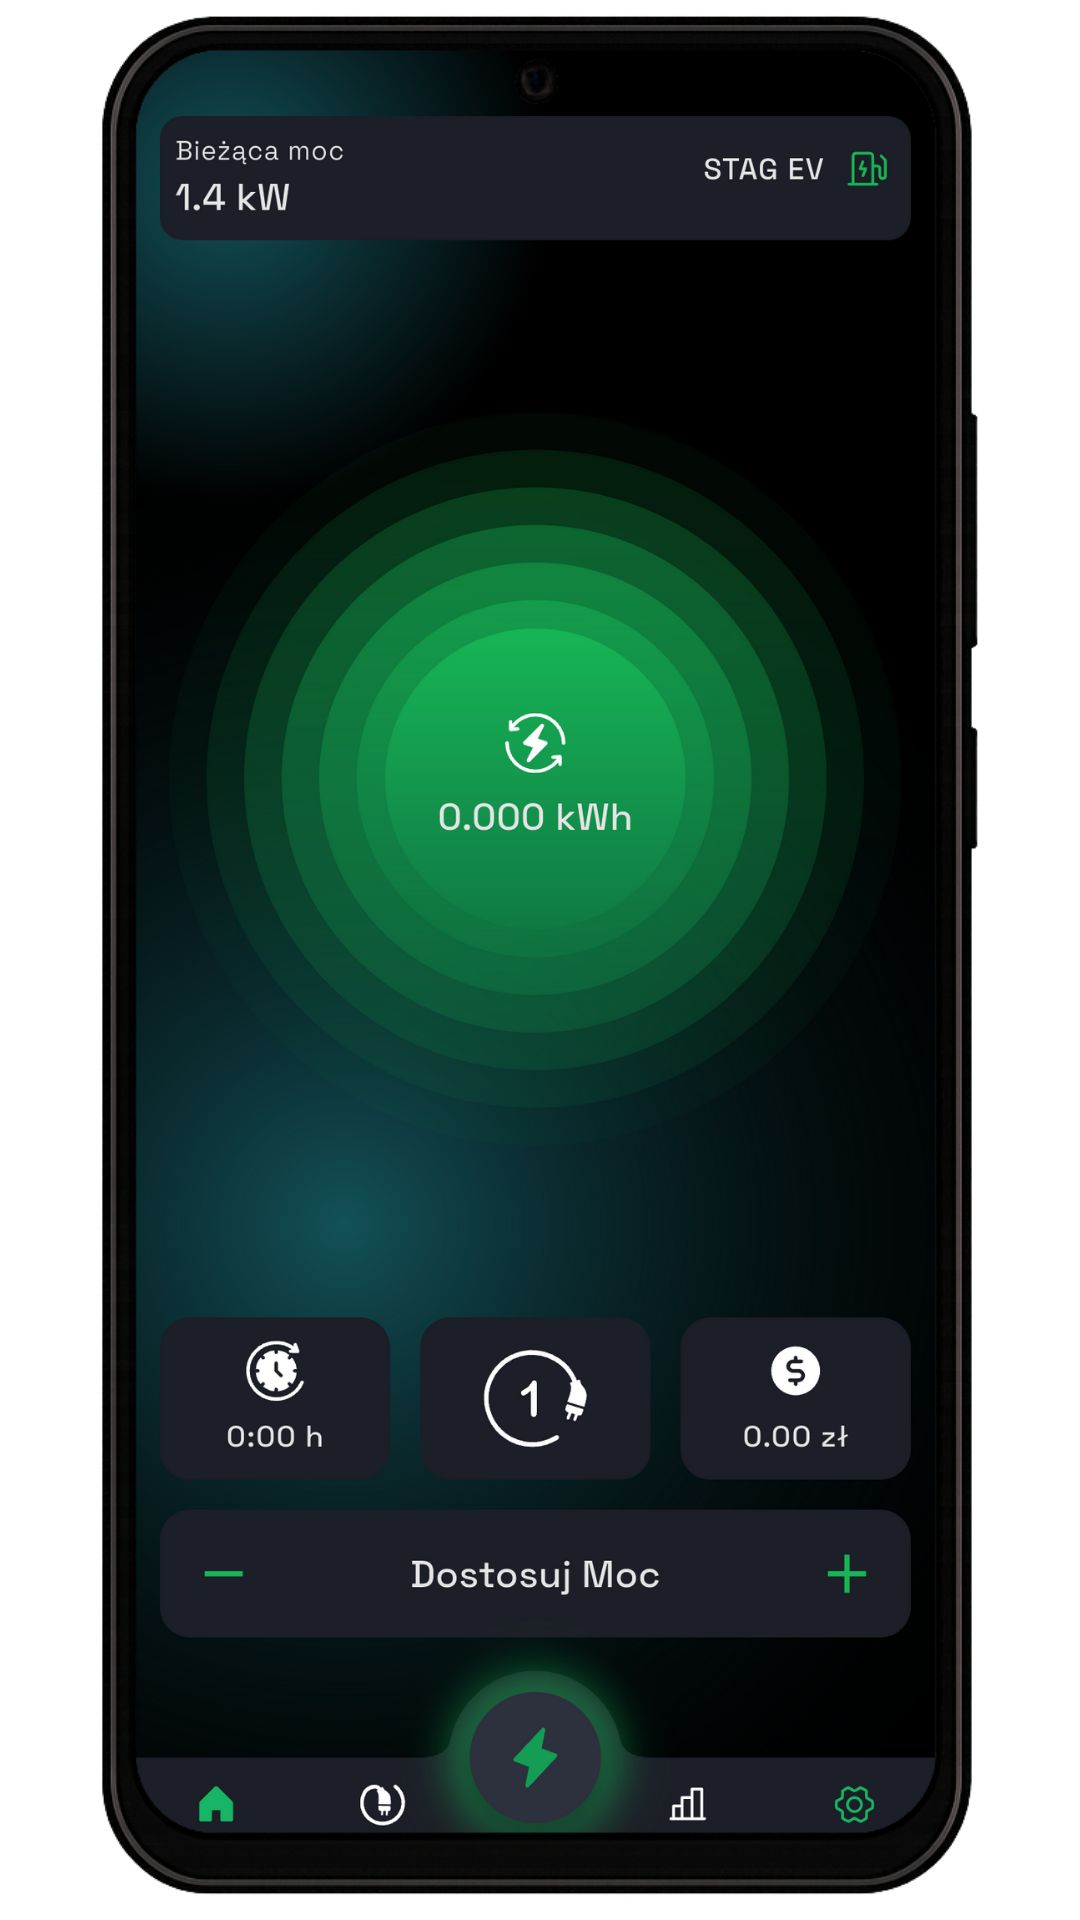 Bieżąca moc
1.4 kW
STAG EV
0.000 kWh
0:00 h
1
$
0.00 zł
Dostosuj Moc